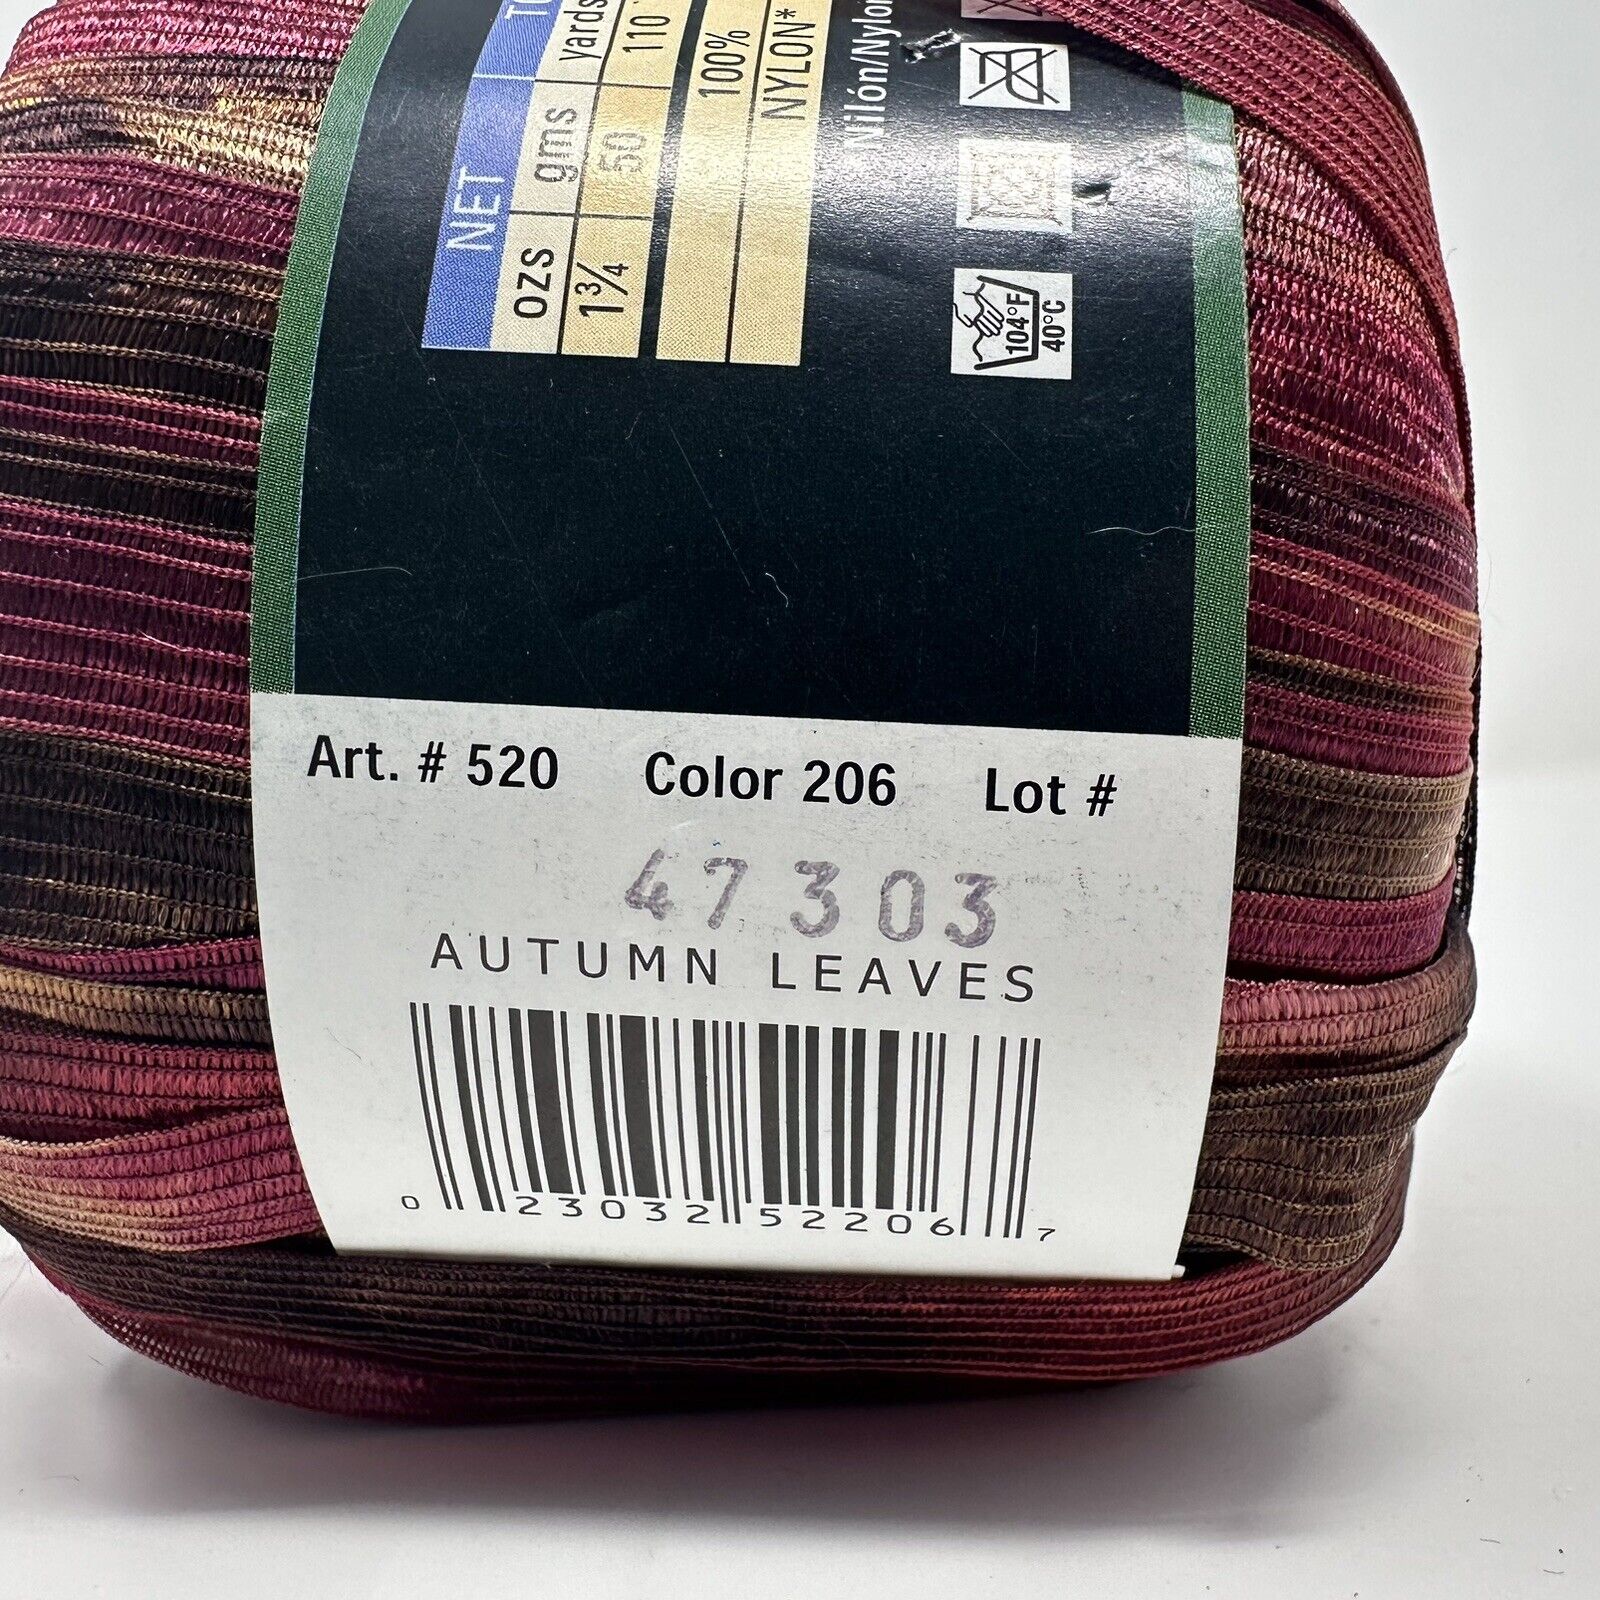 NET
ozs gms yards
1¾ 50 110
100%
NYLON*
Nilón/Nylon
104°F
40°C
Art. # 520 Color 206 Lot #
47303
AUTUMN LEAVES
0 23032 52206 7